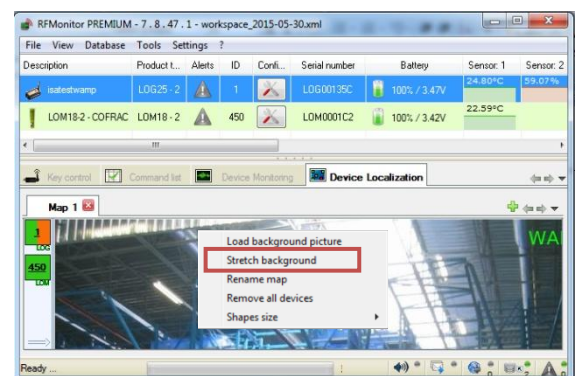 RFMonitor PREMIUM - 7 . 8 . 47 . 1 - workspace_2015-05-30.xml
File View Database Tools Settings ?
Description Product t... Alerts ID Confi... Serial number Battery Sensor: 1 Sensor: 2
isatestwamp LOG25 - 2 1 LOG00135C 100% / 3.47V 24.80°C 59.07%
LOM18-2 - COFRAC LOM18 - 2 450 LOM0001C2 100% / 3.42V 22.59°C
Key control Command list Device Monitoring Device Localization
Map 1
1
LOG
450
LOM
WA
Load background picture
Stretch background
Rename map
Remove all devices
Shapes size
Ready ...